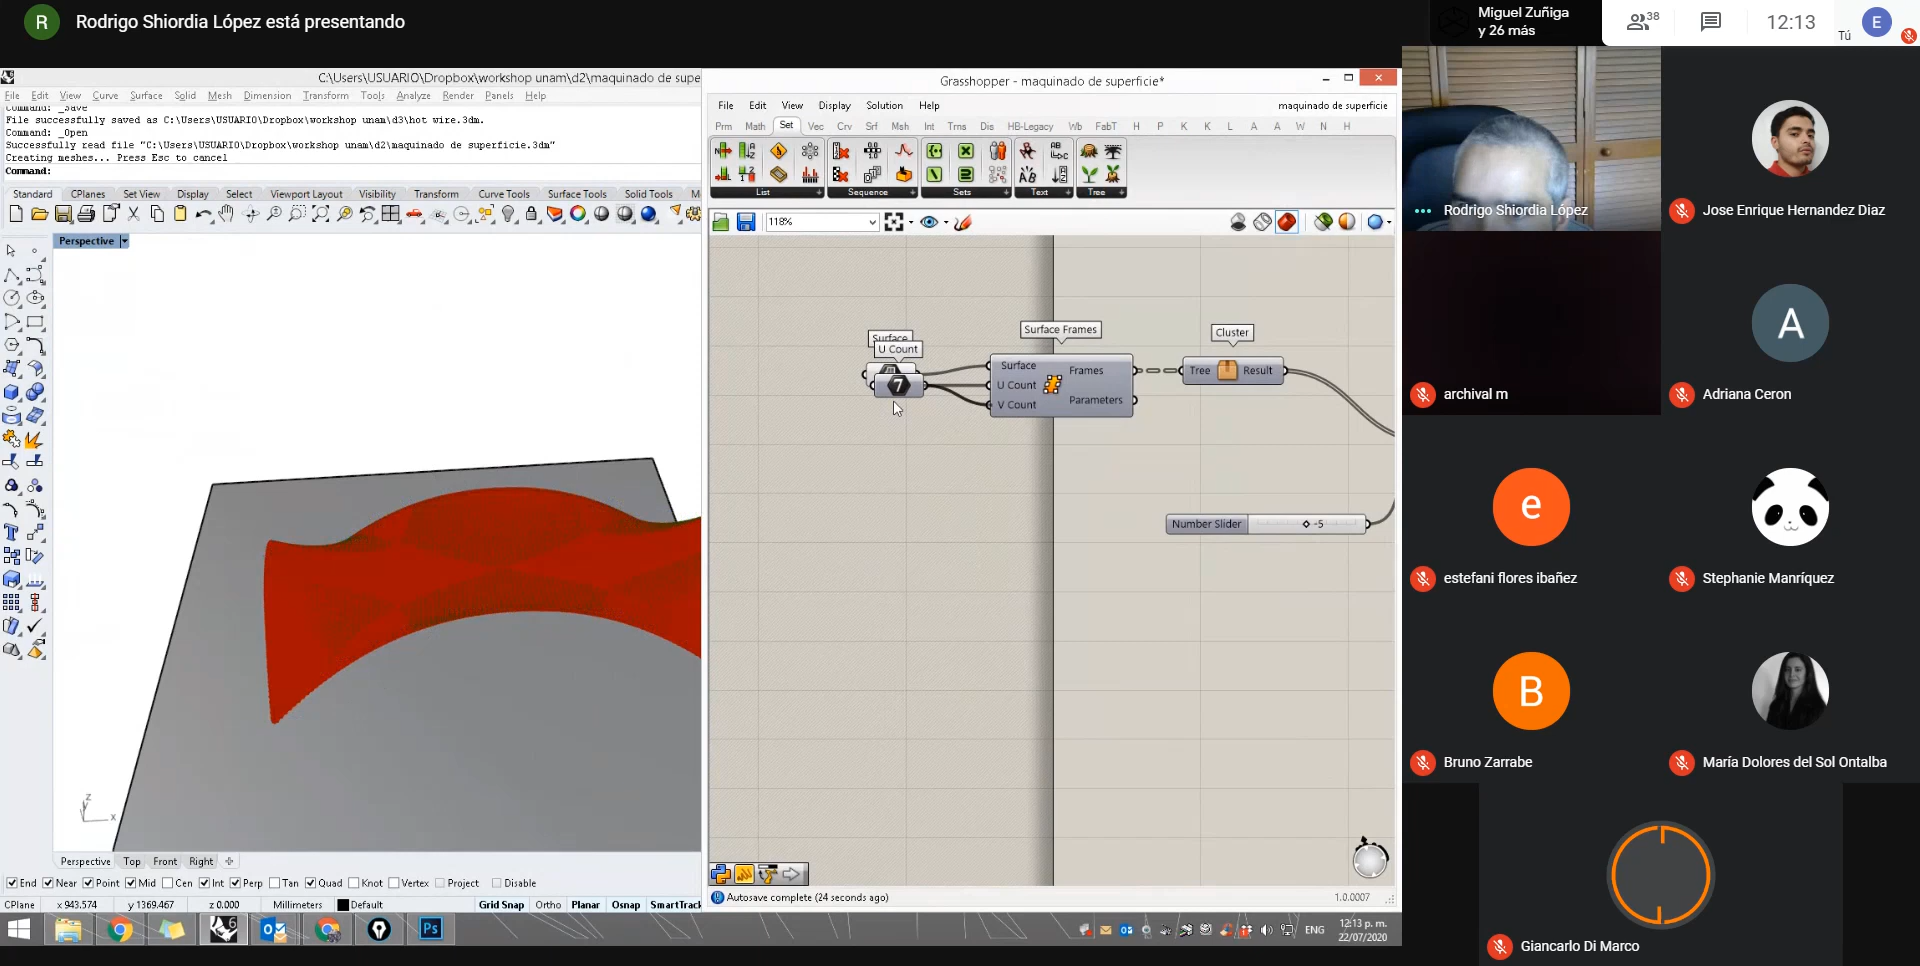 R Rodrigo Shiordia López está presentando
Miguel Zuñiga
y 26 más
38
12:13
Tú
E
C:\Users\USUARIO\Dropbox\workshop unam\d2\maquinado de supe
File Edit View Curve Surface Solid Mesh Dimension Transform Tools Analyze Render Panels Help
Command: _Save
File successfully saved as C:\Users\USUARIO\Dropbox\workshop unam\d3\hot wire.3dm.
Command: _Open
Successfully read file "C:\Users\USUARIO\Dropbox\workshop unam\d2\maquinado de superficie.3dm"
Creating meshes... Press Esc to cancel
Command:
Standard CPlanes Set View Display Select Viewport Layout Visibility Transform Curve Tools Surface Tools Solid Tools M
Perspective
z
y
x
Perspective Top Front Right
End Near Point Mid Cen Int Perp Tan Quad Knot Vertex Project Disable
CPlane x 943.574 y 1369.467 z 0.000 Millimeters Default Grid Snap Ortho Planar Osnap SmartTrack
Grasshopper - maquinado de superficie*
File Edit View Display Solution Help maquinado de superficie
Prm Math Set Vec Crv Srf Msh Int Trns Dis HB-Legacy Wb FabT H P K K L A A W N H
List Sequence Sets Text Tree
118%
Surface
U Count
7
Surface Frames
Surface
U Count
V Count
Frames
Parameters
Cluster
Tree Result
Number Slider -5
Autosave complete (24 seconds ago) 1.0.0007
6
Ps
ENG
12:13 p. m.
22/07/2020
Rodrigo Shiordia López
Jose Enrique Hernandez Diaz
archival m
A
Adriana Ceron
e
estefani flores ibañez
Stephanie Manríquez
B
Bruno Zarrabe
María Dolores del Sol Ontalba
Giancarlo Di Marco